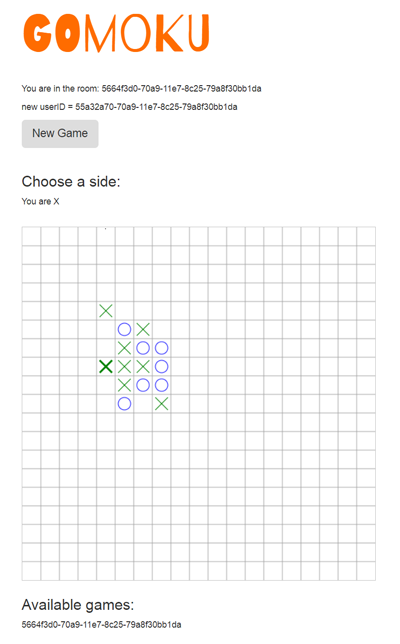 GOMOKU
You are in the room: 5664f3d0-70a9-11e7-8c25-79a8f30bb1da
new userID = 55a32a70-70a9-11e7-8c25-79a8f30bb1da
New Game
Choose a side:
You are X
Available games:
5664f3d0-70a9-11e7-8c25-79a8f30bb1da